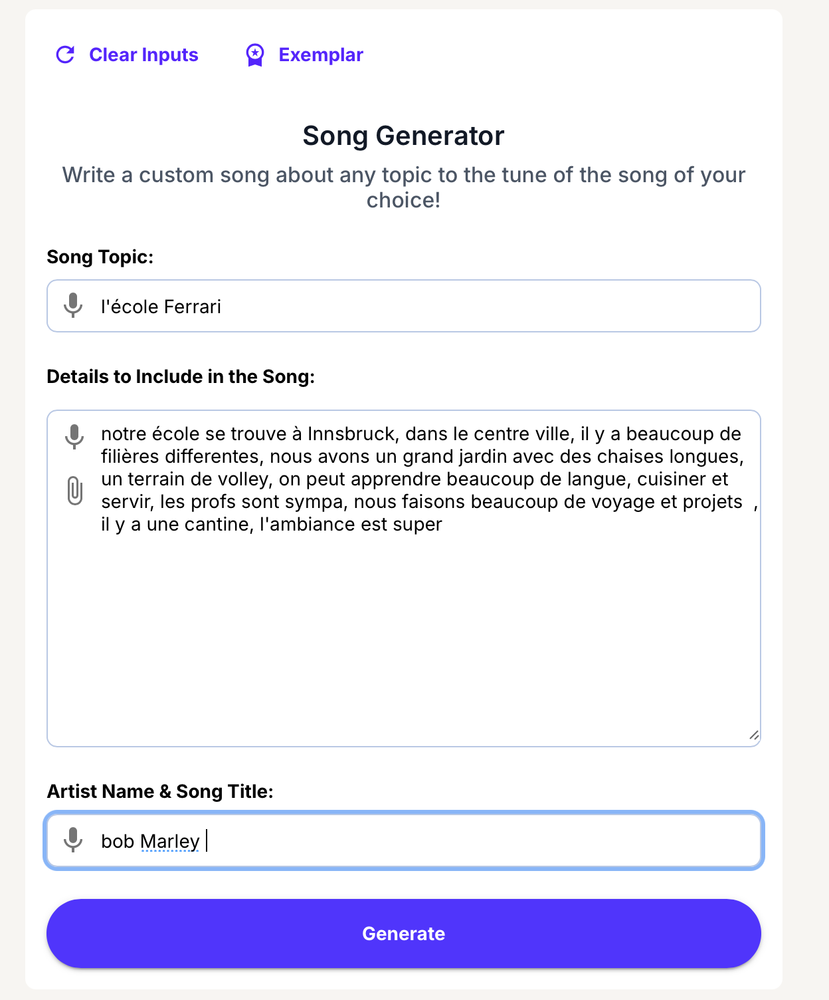 Clear Inputs
Exemplar
Song Generator
Write a custom song about any topic to the tune of the song of your
choice!
Song Topic:
l'école Ferrari
Details to Include in the Song:
notre école se trouve à Innsbruck, dans le centre ville, il y a beaucoup de
filières differentes, nous avons un grand jardin avec des chaises longues,
un terrain de volley, on peut apprendre beaucoup de langue, cuisiner et
servir, les profs sont sympa, nous faisons beaucoup de voyage et projets  ,
il y a une cantine, l'ambiance est super
Artist Name & Song Title:
bob Marley
Generate